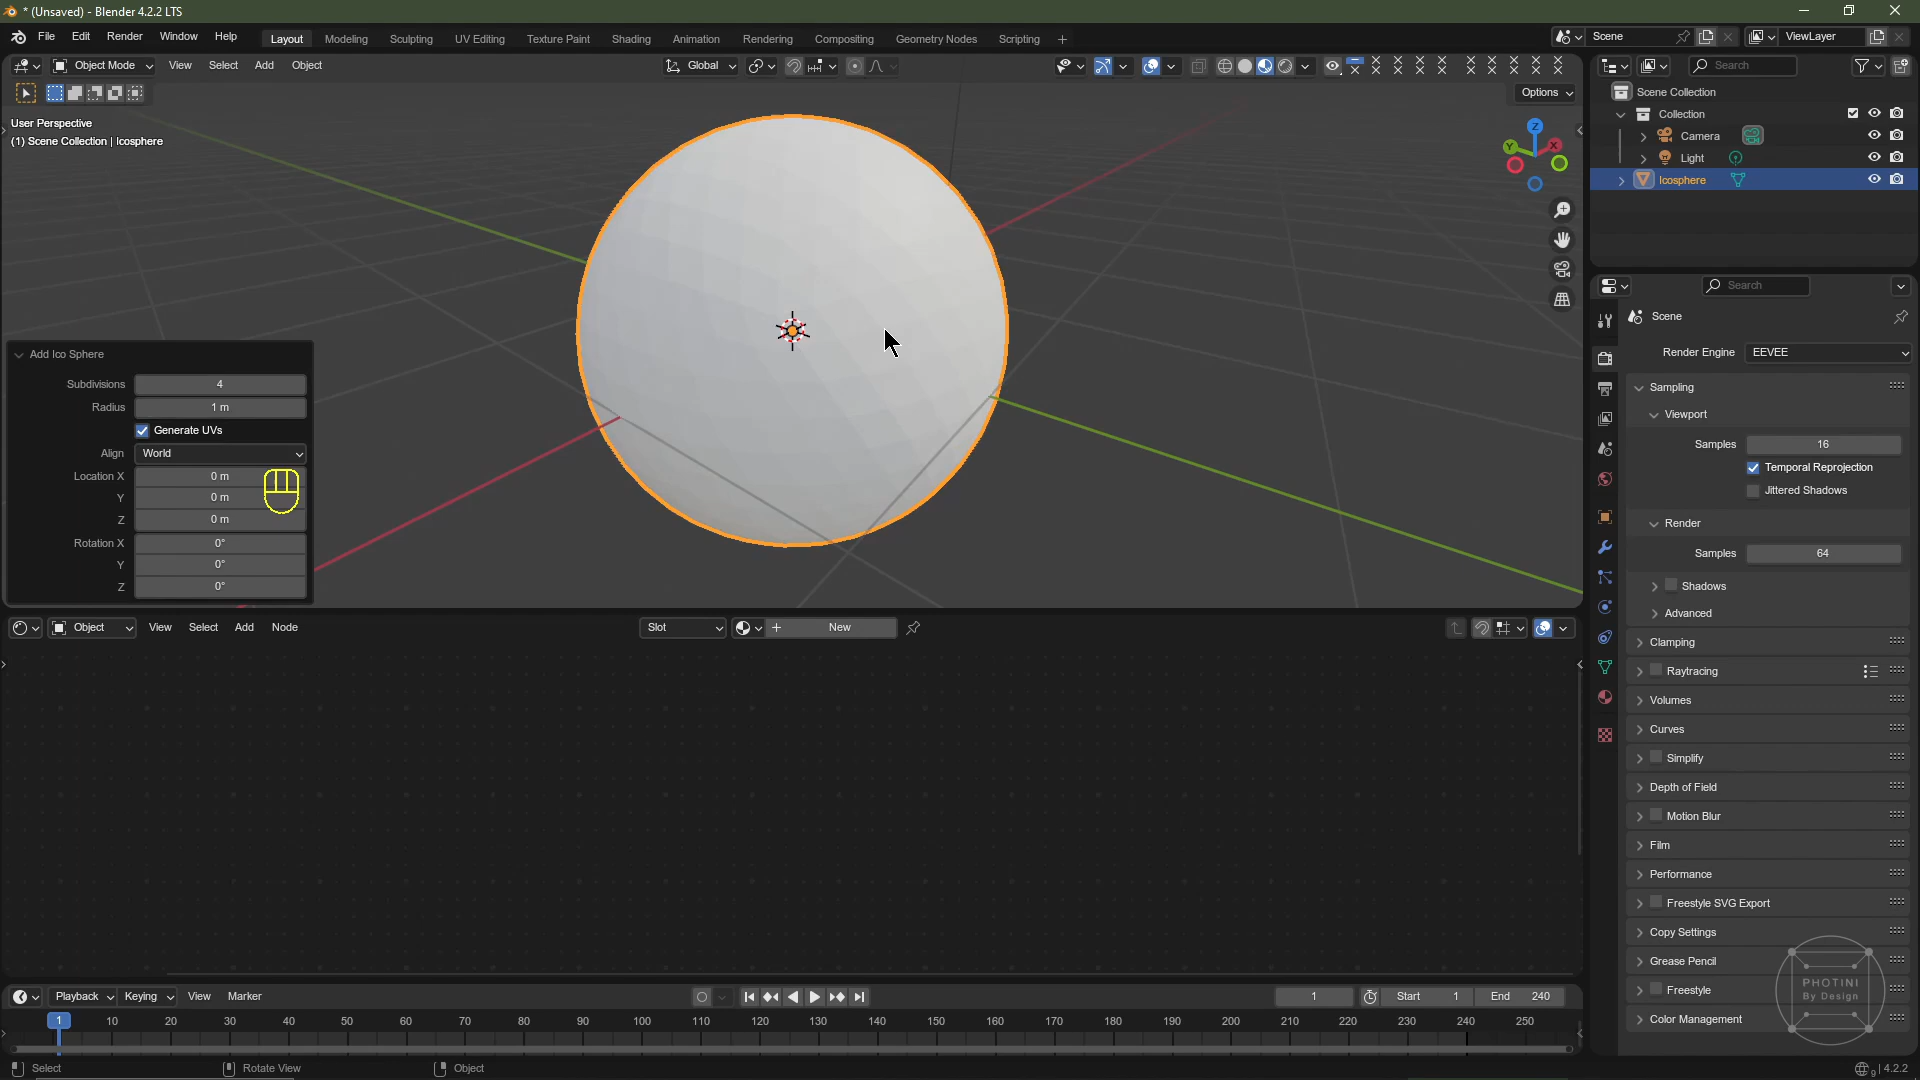 * (Unsaved) - Blender 4.2.2 LTS
File Edit Render Window Help Layout Modeling Sculpting UV Editing Texture Paint Shading Animation Rendering Compositing Geometry Nodes Scripting + Scene ViewLayer
Object Mode View Select Add Object Global Search
Options
User Perspective
(1) Scene Collection | Icosphere
Z
Y
X
Scene Collection
Collection
Camera
Light
Icosphere
Search
Scene
Render Engine EEVEE
Sampling
Viewport
Samples 16
Temporal Reprojection
Jittered Shadows
Render
Samples 64
Shadows
Advanced
Clamping
Raytracing
Volumes
Curves
Simplify
Depth of Field
Motion Blur
Film
Performance
Freestyle SVG Export
Copy Settings
Grease Pencil
Freestyle
Color Management
PHOTINI
By Design
Add Ico Sphere
Subdivisions 4
Radius 1 m
Generate UVs
Align World
Location X 0 m
Y 0 m
Z 0 m
Rotation X 0°
Y 0°
Z 0°
Object View Select Add Node Slot + New
Playback Keying View Marker 1 Start 1 End 240
1 10 20 30 40 50 60 70 80 90 100 110 120 130 140 150 160 170 180 190 200 210 220 230 240 250
Select Rotate View Object 9 | 4.2.2